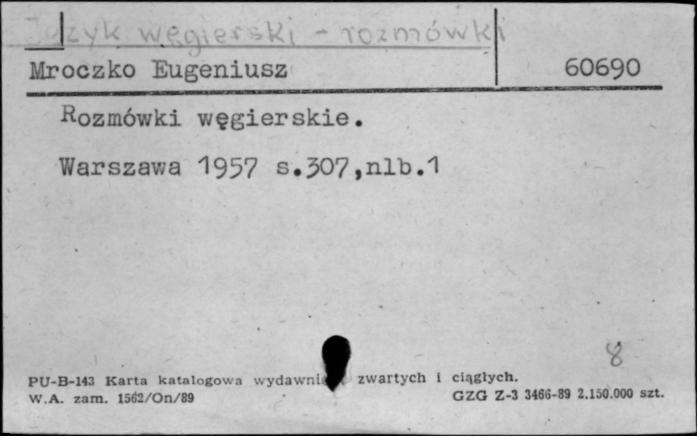 Język węgierski - rozmówki
Mroczko Eugeniusz 60690
Rozmówki węgierskie.
Warszawa 1957 s.307,nlb.1
8
PU-B-143 Karta katalogowa zwartych i ciągłych.
W.A. zam. 1562/On/89 GZG Z-3 3466-89 2.150.000 szt.